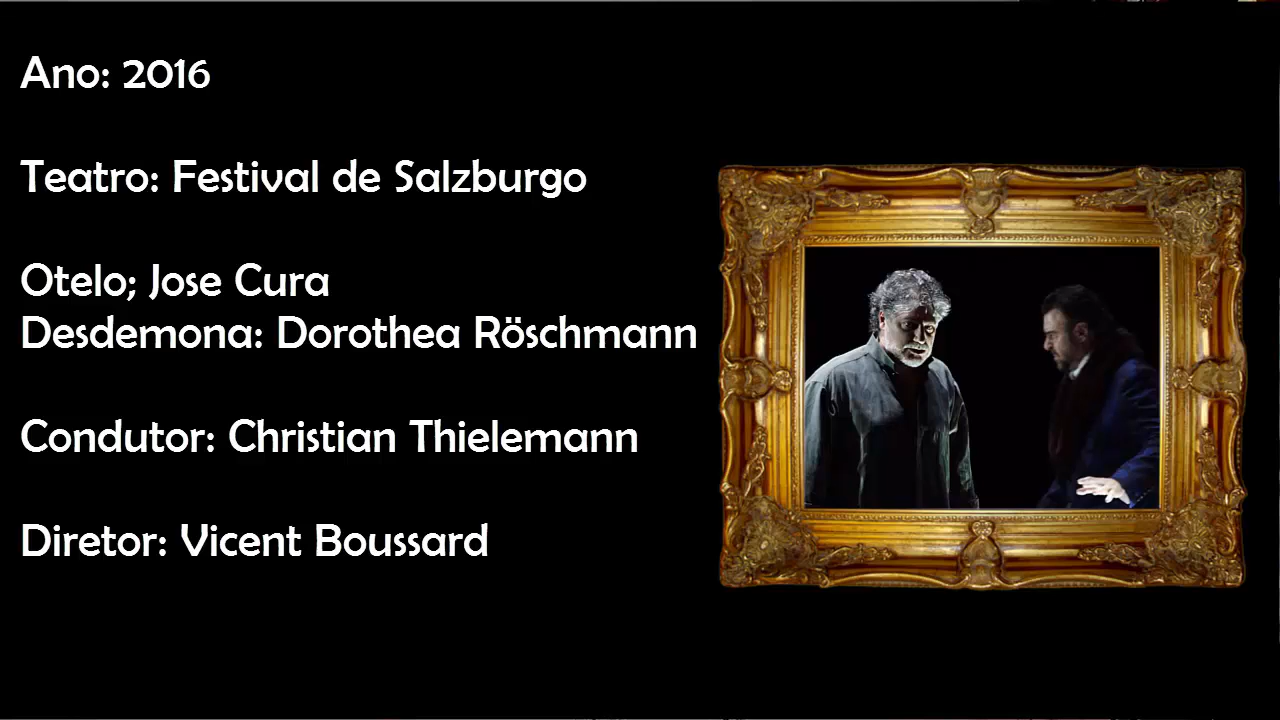 Ano: 2016
Teatro: Festival de Salzburgo
Otelo; Jose Cura
Desdemona: Dorothea Röschmann
Condutor: Christian Thielemann
Diretor: Vicent Boussard